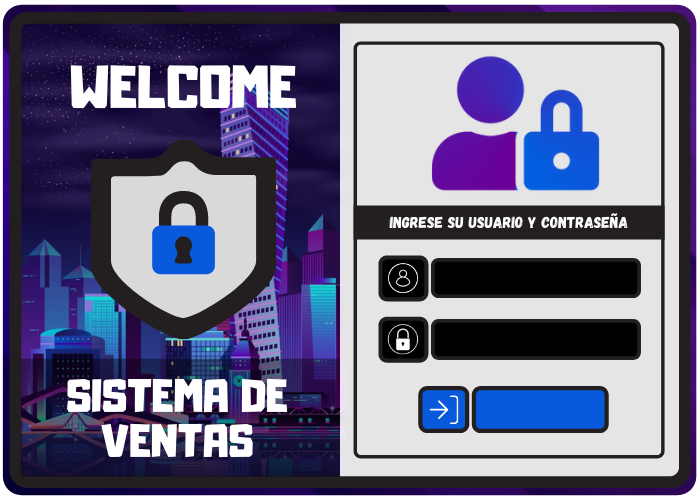 WELCOME
SISTEMA DE
VENTAS
INGRESE SU USUARIO Y CONTRASEÑA